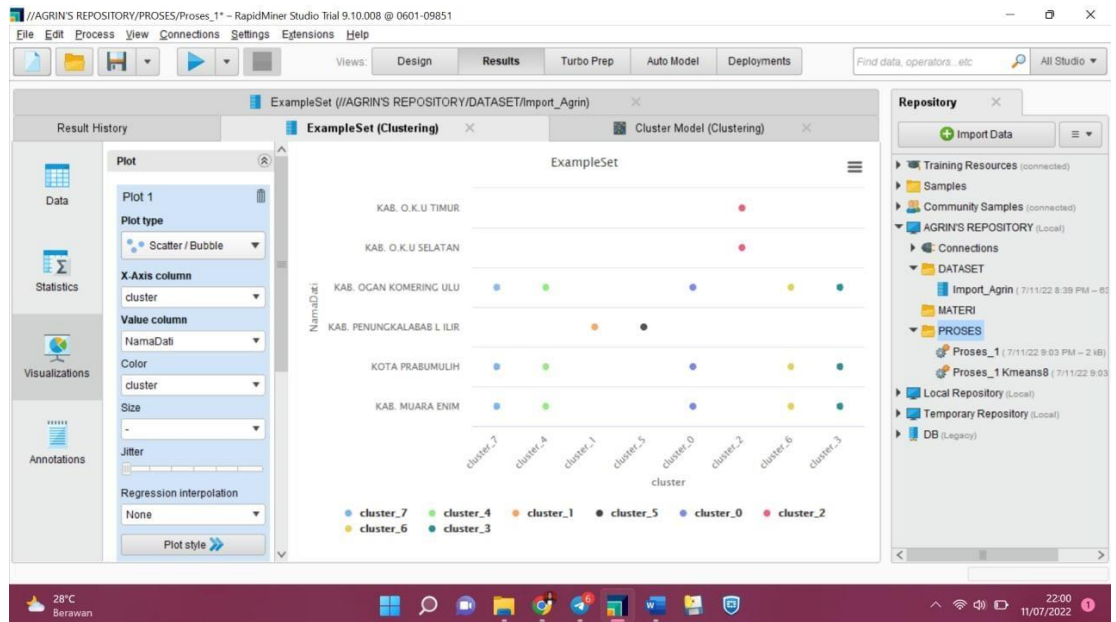 //AGRIN'S REPOSITORY/PROSES/Proses_1* – RapidMiner Studio Trial 9.10.008 @ 0601-09851
File Edit Process View Connections Settings Extensions Help
Views: Design Results Turbo Prep Auto Model Deployments
Find data, operators...etc All Studio
ExampleSet (//AGRIN'S REPOSITORY/DATASET/Import_Agrin)
Result History ExampleSet (Clustering) Cluster Model (Clustering)
Data
Statistics
Visualizations
Annotations
Plot
Plot 1
Plot type
Scatter / Bubble
X-Axis column
cluster
Value column
NamaDati
Color
cluster
Size
-
Jitter
Regression interpolation
None
Plot style
ExampleSet
NamaDati
KAB. O.K.U TIMUR
KAB. O.K.U SELATAN
KAB. OGAN KOMERING ULU
KAB. PENUNGKALABAB L ILIR
KOTA PRABUMULIH
KAB. MUARA ENIM
cluster_7 cluster_4 cluster_1 cluster_5 cluster_0 cluster_2 cluster_6 cluster_3
cluster
cluster_7 cluster_4 cluster_1 cluster_5 cluster_0 cluster_2
cluster_6 cluster_3
Repository
Import Data
Training Resources (connected)
Samples
Community Samples (connected)
AGRIN'S REPOSITORY (Local)
Connections
DATASET
Import_Agrin (7/11/22 8:39 PM – 63
MATERI
PROSES
Proses_1 (7/11/22 9:03 PM – 2 kB)
Proses_1 Kmeans8 (7/11/22 9:03
Local Repository (Local)
Temporary Repository (Local)
DB (Legacy)
28°C
Berawan
6
22:00
11/07/2022
1